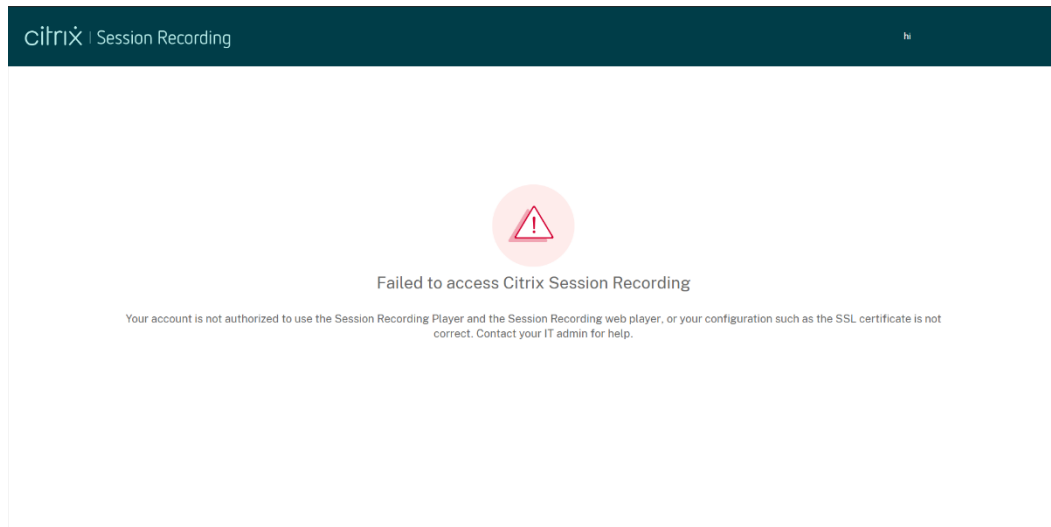 citrix | Session Recording
hi
Failed to access Citrix Session Recording
Your account is not authorized to use the Session Recording Player and the Session Recording web player, or your configuration such as the SSL certificate is not
correct. Contact your IT admin for help.